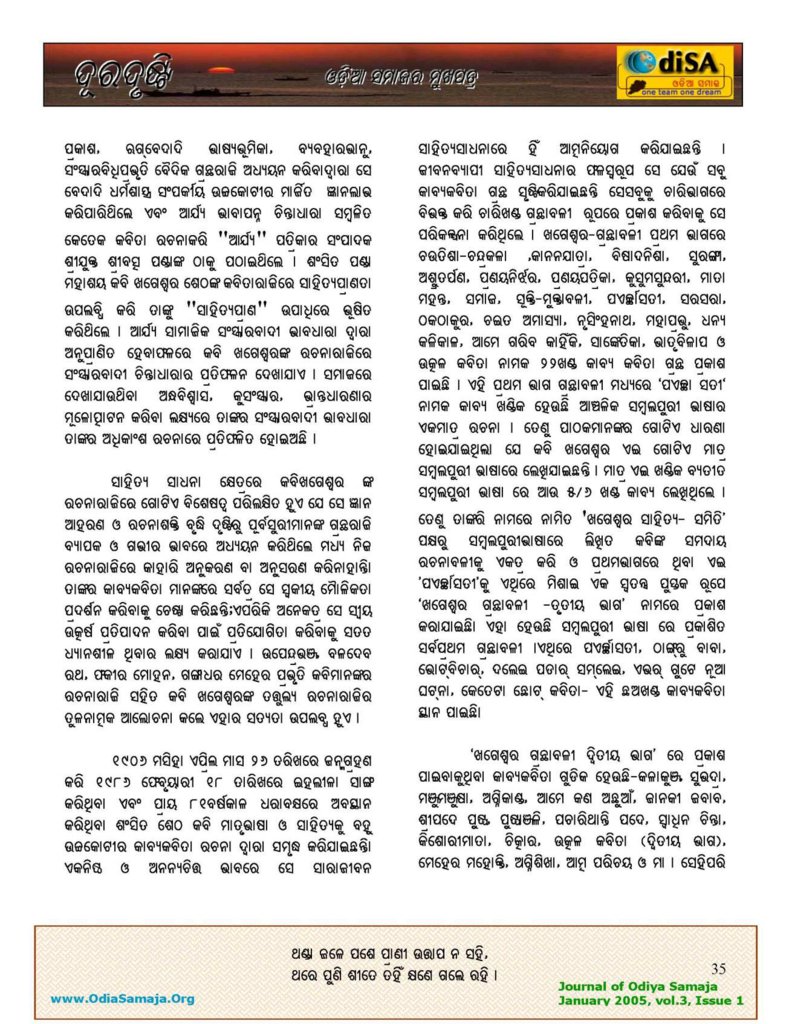 ଦୂରଦୃଷ୍ଟି
ଓଡ଼ିଆ ସମାଜର ମୁଖପତ୍ର
OdiSA
ଓଡିଆ ସମାଜ
one team one dream
ପ୍ରକାଶ, ଋଗ୍‌ବେଦାଦି ଭାଷ୍ୟଭୂମିକା, ବ୍ୟବହାରଭାନୁ,
ସଂସ୍କାରବିଧିପ୍ରଭୃତି ବୈଦିକ ଗ୍ରନ୍ଥରାଜି ଅଧ୍ୟୟନ କରିବାଦ୍ୱାରା ସେ
ବେଦାଦି ଧର୍ମଶାସ୍ତ୍ର ସଂପର୍କୀୟ ଉଚ୍ଚକୋଟୀର ମାର୍ଜିତ ଜ୍ଞାନଲାଭ
କରିପାରିଥିଲେ ଏବଂ ଆର୍ଯ୍ୟ ଭାବାପନ୍ନ ଚିନ୍ତାଧାରା ସମ୍ବଳିତ
କେତେକ କବିତା ରଚନାକରି "ଆର୍ଯ୍ୟ" ପତ୍ରିକାର ସଂପାଦକ
ଶ୍ରୀଯୁକ୍ତ ଶ୍ରୀବତ୍ସ ପଣ୍ଡାଙ୍କ ଠାକୁ ପଠାଇଥିଲେ । ଶଂସିତ ପଣ୍ଡା
ମହାଶୟ କବି ଖଗେଶ୍ୱର ଶେଠଙ୍କ କବିତାରାଜିରେ ସାହିତ୍ୟପ୍ରାଣତା
ଉପଲବ୍ଧି କରି ତାଙ୍କୁ "ସାହିତ୍ୟପ୍ରାଣ" ଉପାଧିରେ ଭୂଷିତ
କରିଥିଲେ । ଆର୍ଯ୍ୟ ସାମାଜିକ ସଂସ୍କାରବାଦୀ ଭାବଧାରା ଦ୍ୱାରା
ଅନୁପ୍ରାଣିତ ହେବାଫଳରେ କବି ଖଗେଶ୍ୱରଙ୍କ ରଚନାରାଜିରେ
ସଂସ୍କାରବାଦୀ ଚିନ୍ତାଧାରାର ପ୍ରତିଫଳନ ଦେଖାଯାଏ । ସମାଜରେ
ଦେଖାଯାଉଥିବା ଅନ୍ଧବିଶ୍ୱାସ, କୁସଂସ୍କାର, ଭ୍ରାନ୍ତଧାରଣାର
ମୂଳୋତ୍ପାଟନ କରିବା ଲକ୍ଷ୍ୟରେ ତାଙ୍କର ସଂସ୍କାରବାଦୀ ଭାବଧାରା
ତାଙ୍କର ଅଧିକାଂଶ ରଚନାରେ ପ୍ରତିଫଳିତ ହୋଇଅଛି ।
ସାହିତ୍ୟ ସାଧନା କ୍ଷେତ୍ରରେ କବିଖଗେଶ୍ୱର ଙ୍କ
ରଚନାରାଜିରେ ଗୋଟିଏ ବିଶେଷତ୍ୱ ପରିଲକ୍ଷିତ ହୁଏ ଯେ ସେ ଜ୍ଞାନ
ଆହରଣ ଓ ରଚନାଶକ୍ତି ବୃଦ୍ଧି ଦୃଷ୍ଟିରୁ ପୂର୍ବସୂରୀମାନଙ୍କ ଗ୍ରନ୍ଥରାଜି
ବ୍ୟାପକ ଓ ଗଭୀର ଭାବରେ ଅଧ୍ୟୟନ କରିଥିଲେ ମଧ୍ୟ ନିଜ
ରଚନାରାଜିରେ କାହାରି ଅନୁକରଣ ବା ଅନୁସରଣ କରିନାହାନ୍ତି।
ତାଙ୍କର କାବ୍ୟକବିତା ମାନଙ୍କରେ ସର୍ବତ୍ର ସେ ସ୍ୱକୀୟ ମୌଳିକତା
ପ୍ରଦର୍ଶନ କରିବାକୁ ଚେଷ୍ଟା କରିଛନ୍ତି;ଏପରିକି ଅନେକତ୍ର ସେ ସ୍ୱୀୟ
ଉତ୍କର୍ଷ ପ୍ରତିପାଦନ କରିବା ପାଇଁ ପ୍ରତିଯୋଗିତା କରିବାକୁ ସତତ
ଧ୍ୟାନଶୀଳ ଥିବାର ଲକ୍ଷ୍ୟ କରାଯାଏ । ଉପେନ୍ଦ୍ରଭଞ୍ଜ, ବଳଦେବ
ରଥ, ଫକୀର ମୋହନ, ଗଙ୍ଗାଧର ମେହେର ପ୍ରଭୃତି କବିମାନଙ୍କର
ରଚନାରାଜି ସହିତ କବି ଖଗେଶ୍ୱରଙ୍କ ତତ୍ତୁଲ୍ୟ ରଚନାରାଜିର
ତୁଳନାତ୍ମକ ଆଲୋଚନା କଲେ ଏହାର ସତ୍ୟତା ଉପଲବ୍ଧ ହୁଏ ।
୧୯୦୬ ମସିହା ଏପ୍ରିଲ ମାସ ୨୬ ତରିଖରେ ଜନ୍ମଗ୍ରହଣ
କରି ୧୯୮୬ ଫେବୃୟାରୀ ୧୮ ତାରିଖରେ ଇହଲୀଳା ସାଙ୍ଗ
କରିଥିବା ଏବଂ ପ୍ରାୟ ୮୧ବର୍ଷକାଳ ଧରାବକ୍ଷରେ ଅବସ୍ଥାନ
କରିଥିବା ଶଂସିତ ଶେଠ କବି ମାତୃଭାଷା ଓ ସାହିତ୍ୟକୁ ବହୁ
ଉଚ୍ଚକୋଟୀର କାବ୍ୟକବିତା ରଚନା ଦ୍ୱାରା ସମୃଦ୍ଧ କରିଯାଇଛନ୍ତି।
ଏକନିଷ୍ଠ ଓ ଅନନ୍ୟଚିତ୍ତ ଭାବରେ ସେ ସାରାଜୀବନ
ସାହିତ୍ୟସାଧନାରେ ହିଁ ଆତ୍ମନିୟୋଗ କରିଯାଇଛନ୍ତି ।
ଜୀବନବ୍ୟାପୀ ସାହିତ୍ୟସାଧନାର ଫଳସ୍ୱରୂପ ସେ ଯେଉଁ ସବୁ
କାବ୍ୟକବିତା ଗ୍ରନ୍ଥ ସୃଷ୍ଟିକରିଯାଇଛନ୍ତି ସେସବୁକୁ ଚାରିଭାଗରେ
ବିଭକ୍ତ କରି ଚାରିଖଣ୍ଡ ଗ୍ରନ୍ଥାବଳୀ ରୂପରେ ପ୍ରକାଶ କରିବାକୁ ସେ
ପରିକଳ୍ପନା କରିଥିଲେ । ଖଗେଶ୍ୱର-ଗ୍ରନ୍ଥାବଳୀ ପ୍ରଥମ ଭାଗରେ
ଚଉତିଶା-ଚନ୍ଦ୍ରକଳା ,କାନନଯାତ୍ରା, ବିଷାଦନିଶା, ସୁରଙ୍ଗୀ,
ଅଶ୍ରୁତର୍ପଣ, ପ୍ରଣୟନିର୍ଝର, ପ୍ରଣୟପତ୍ରିକା, କୁସୁମସୁନ୍ଦରୀ, ମାତା
ମହନ୍ତ, ସମାଜ, ସୂକ୍ତି-ମୁକ୍ତାବଳୀ, ପଏର୍ଚ୍ଛାସତୀ, ସରସରା,
ଠକଠାକୁର, ଚଇତ ଅମାସ୍ୟା, ନୃସିଂହନାଥ, ମହାପ୍ରଭୁ, ଧନ୍ୟ
କଳିକାଳ, ଆମେ ଗରିବ କାହିଁକି, ସାଙ୍କେତିକା, ଭାତୃବିଳାପ ଓ
ଉତ୍କଳ କବିତା ନାମକ ୨୨ଖଣ୍ଡ କାବ୍ୟ କବିତା ଗ୍ରନ୍ଥ ପ୍ରକାଶ
ପାଇଛି । ଏହି ପ୍ରଥମ ଭାଗ ଗ୍ରନ୍ଥାବଳୀ ମଧ୍ୟରେ 'ପଏଚ୍ଛା ସତୀ'
ନାମକ କାବ୍ୟ ଖଣ୍ଡିକ ହେଉଛି ଆଞ୍ଚଳିକ ସମ୍ବଲପୁରୀ ଭାଷାର
ଏକମାତ୍ର ରଚନା । ତେଣୁ ପାଠକମାନଙ୍କର ଗୋଟିଏ ଧାରଣା
ହୋଇଯାଇଥିଲା ଯେ କବି ଖଗେଶ୍ୱର ଏଇ ଗୋଟିଏ ମାତ୍ର
ସମ୍ବଲପୁରୀ ଭାଷାରେ ଲେଖିଯାଇଛନ୍ତି । ମାତ୍ର ଏଇ ଖଣ୍ଡିକ ବ୍ୟତୀତ
ସମ୍ବଲପୁରୀ ଭାଷା ରେ ଆଉ ୫/୬ ଖଣ୍ଡ କାବ୍ୟ ଲେଖିଥିଲେ ।
ତେଣୁ ତାଙ୍କରି ନାମରେ ନାମିତ 'ଖଗେଶ୍ୱର ସାହିତ୍ୟ- ସମିତି'
ପକ୍ଷରୁ ସମ୍ବଲପୁରୀଭାଷାରେ ଲିଖିତ କବିଙ୍କ ସମଦାୟ
ରଚନାବଳୀକୁ ଏକତ୍ର କରି ଓ ପ୍ରଥମଭାଗରେ ଥିବା ଏଇ
'ପଏର୍ଚ୍ଛାସତୀ'କୁ ଏଥିରେ ମିଶାଇ ଏକ ସ୍ୱତନ୍ତ୍ର ପୁସ୍ତକ ରୂପେ
'ଖଗେଶ୍ୱର ଗ୍ରନ୍ଥାବଳୀ -ତୃତୀୟ ଭାଗ' ନାମରେ ପ୍ରକାଶ
କରାଯାଇଛି। ଏହା ହେଉଛି ସମ୍ବଲପୁରୀ ଭାଷା ରେ ପ୍ରକାଶିତ
ସର୍ବପ୍ରଥମ ଗ୍ରନ୍ଥାବଳୀ ।ଏଥିରେ ପଏର୍ଚ୍ଛାସତୀ, ଠାଙ୍ଗରୁ ବାବା,
ଭୋଟ୍‌ବିଚାର୍, ଦଲେଇ ପତାର୍ ସମ୍‌ଲେଇ, ଏଭର୍ ଗୁଟେ ନୂଆ
ଘଟ୍‌ନା, କେତେଟା ଛୋଟ୍ କବିତା- ଏହି ଛଅଖଣ୍ଡ କାବ୍ୟକବିତା
ସ୍ଥାନ ପାଇଛି।
'ଖଗେଶ୍ୱର ଗ୍ରନ୍ଥାବଳୀ ଦ୍ୱିତୀୟ ଭାଗ' ରେ ପ୍ରକାଶ
ପାଇବାକୁଥିବା କାବ୍ୟକବିତା ଗୁଡିକ ହେଉଛି-କଳାକୁଞ୍ଜ, ସୁଭଦ୍ରା,
ମଞ୍ଜୁମଞ୍ଜୁଷା, ଅଗ୍ନିକାଣ୍ଡ, ଆମେ କଣ ଅଛୁଆଁ, ଜାନକୀ ଜବାବ,
ଶ୍ରୀପଦେ ପୁଷ୍ପ, ପୁଷ୍ପାଞ୍ଜଳି, ପଚାରିଥାନ୍ତି ପଦେ, ସ୍ୱାଧିନ ଚିନ୍ତା,
କିଶୋରୀମାତା, ଚିତ୍କାର, ଉତ୍କଳ କବିତା (ଦ୍ୱିତୀୟ ଭାଗ),
ମେହେର ମହୋକ୍ତି, ଅଗ୍ନିଶିଖା, ଆତ୍ମ ପରିଚୟ ଓ ମା । ସେହିପରି
ଥଣ୍ଡା ଜଳେ ପଶେ ପ୍ରାଣୀ ଉତ୍ତାପ ନ ସହି,
ଥରେ ପୁଣି ଶୀତେ ତହିଁ କ୍ଷଣେ ଗଲେ ରହି ।
35
www.OdiaSamaja.Org
Journal of Odiya Samaja
January 2005, vol.3, Issue 1